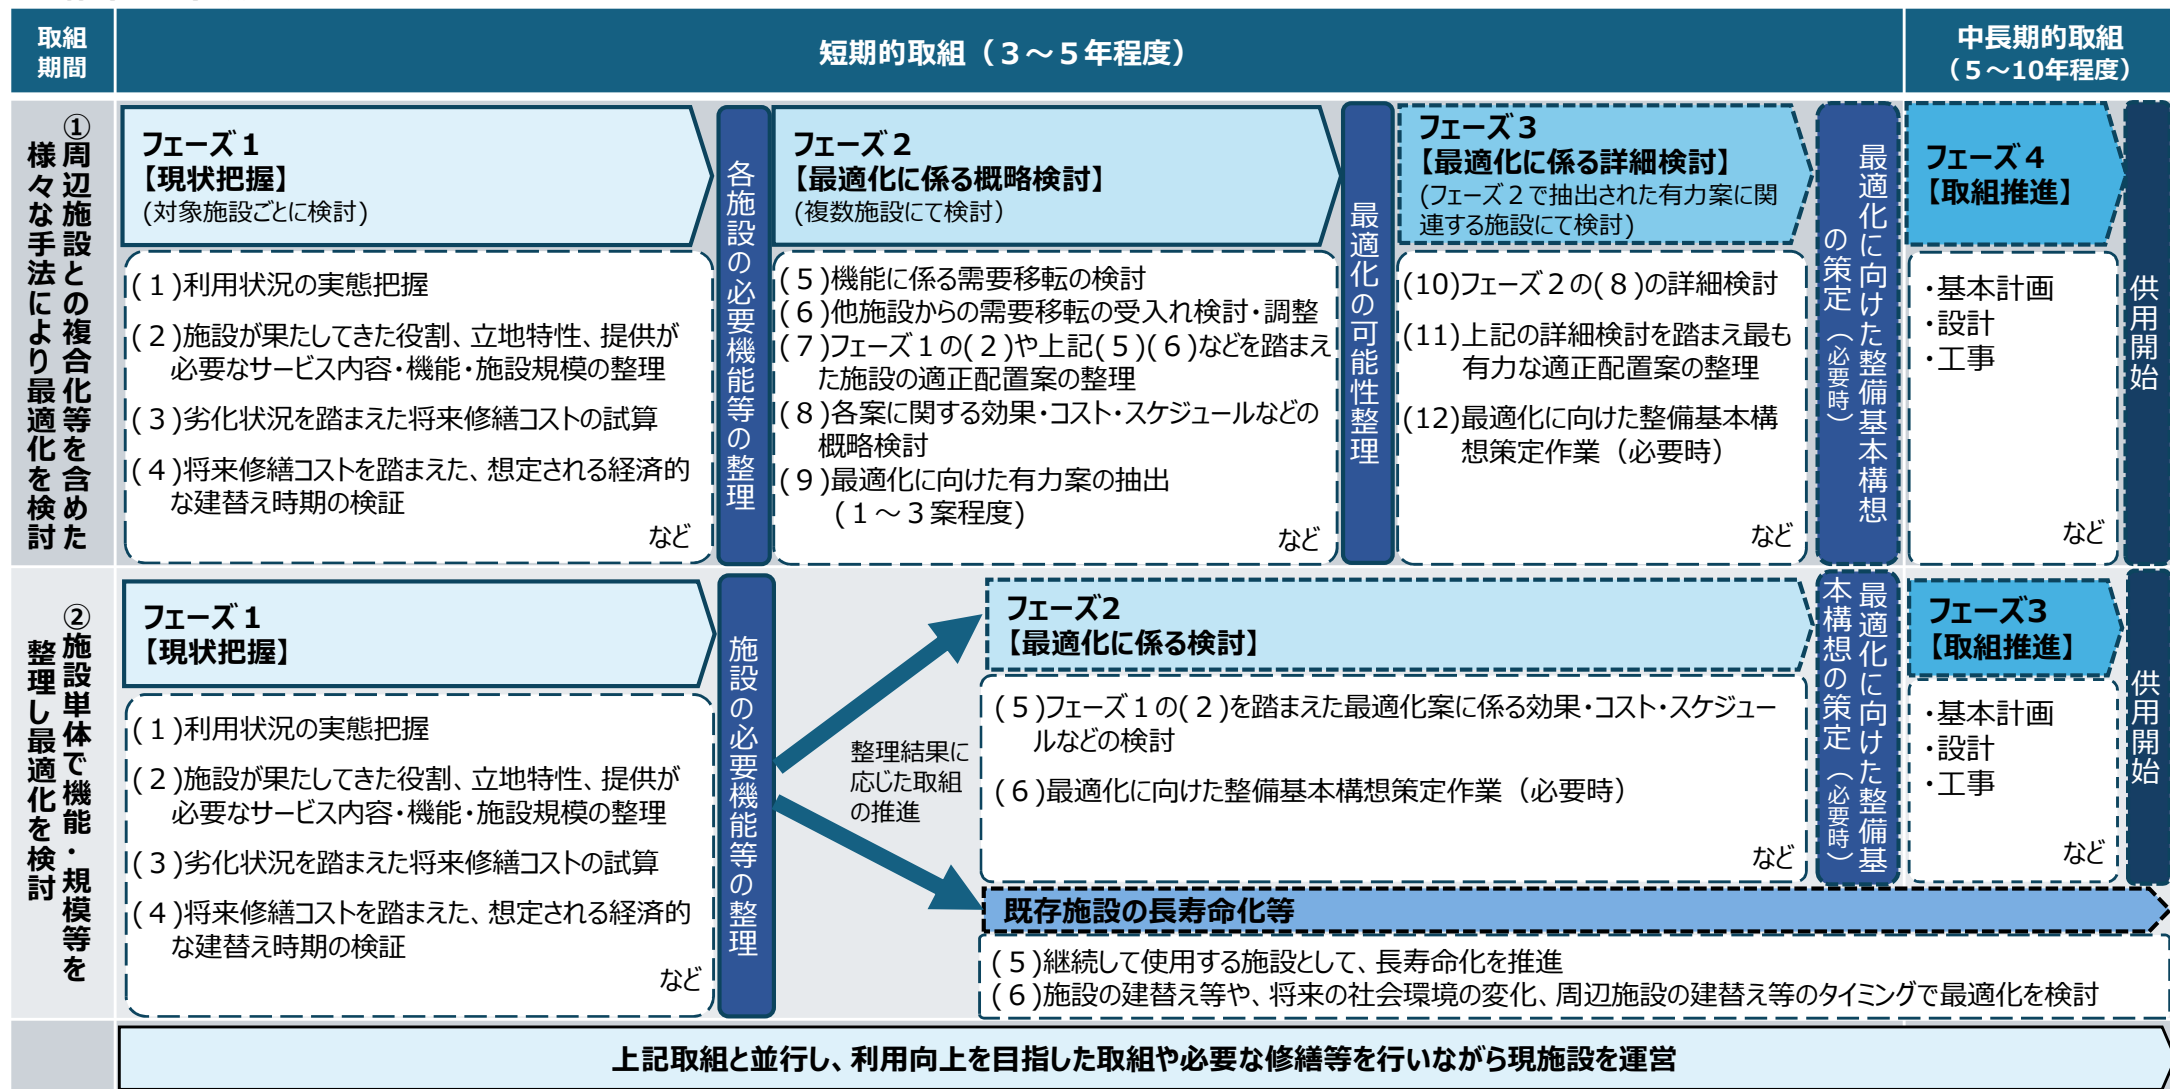 取組
期間
短期的取組（３～５年程度）
中長期的取組
（５～10年程度）
①周辺施設との複合化等を含めた
様々な手法により最適化を検討
フェーズ１
【現状把握】
(対象施設ごとに検討)
(１)利用状況の実態把握
(２)施設が果たしてきた役割、立地特性、提供が
必要なサービス内容・機能・施設規模の整理
(３)劣化状況を踏まえた将来修繕コストの試算
(４)将来修繕コストを踏まえた、想定される経済的
な建替え時期の検証
など
各施設の必要機能等の整理
フェーズ２
【最適化に係る概略検討】
(複数施設にて検討)
(５)機能に係る需要移転の検討
(６)他施設からの需要移転の受入れ検討・調整
(７)フェーズ１の(２)や上記(５)(６)などを踏まえ
た施設の適正配置案の整理
(８)各案に関する効果・コスト・スケジュールなどの
概略検討
(９)最適化に向けた有力案の抽出
(１～３案程度)
など
最適化の可能性整理
フェーズ３
【最適化に係る詳細検討】
(フェーズ２で抽出された有力案に関
連する施設にて検討)
(10)フェーズ２の(８)の詳細検討
(11)上記の詳細検討を踏まえ最も
有力な適正配置案の整理
(12)最適化に向けた整備基本構
想策定作業（必要時）
など
最適化に向けた整備基本構想
の策定（必要時）
フェーズ４
【取組推進】
・基本計画
・設計
・工事
など
供用開始
②施設単体で機能・規模等を
整理し最適化を検討
フェーズ１
【現状把握】
(１)利用状況の実態把握
(２)施設が果たしてきた役割、立地特性、提供が
必要なサービス内容・機能・施設規模の整理
(３)劣化状況を踏まえた将来修繕コストの試算
(４)将来修繕コストを踏まえた、想定される経済的
な建替え時期の検証
など
施設の必要機能等の整理
整理結果に
応じた取組
の推進
フェーズ2
【最適化に係る検討】
(５)フェーズ１の(２)を踏まえた最適化案に係る効果・コスト・スケジュー
ルなどの検討
(６)最適化に向けた整備基本構想策定作業（必要時）
など
最適化に向けた整備基
本構想の策定（必要時）
フェーズ3
【取組推進】
・基本計画
・設計
・工事
など
供用開始
既存施設の長寿命化等
(５)継続して使用する施設として、長寿命化を推進
(６)施設の建替え等や、将来の社会環境の変化、周辺施設の建替え等のタイミングで最適化を検討
上記取組と並行し、利用向上を目指した取組や必要な修繕等を行いながら現施設を運営